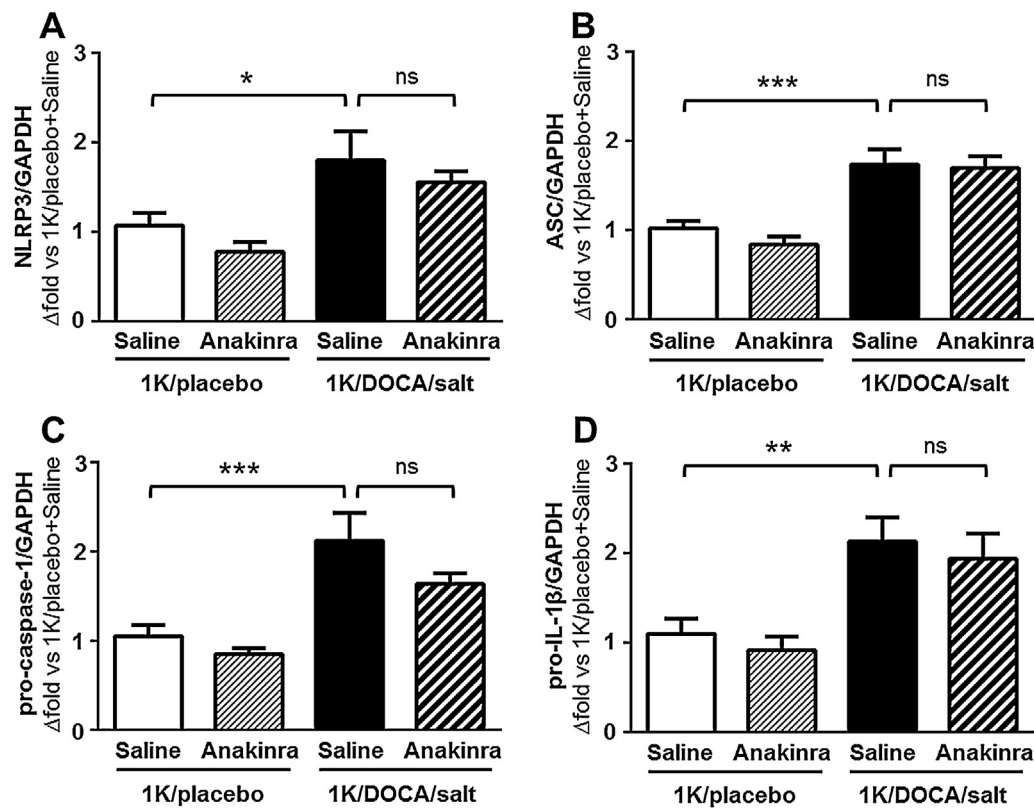 A
NLRP3/GAPDH
Δfold vs 1K/placebo+Saline
3
2
1
0
*
ns
Saline Anakinra Saline Anakinra
1K/placebo 1K/DOCA/salt
B
ASC/GAPDH
Δfold vs 1K/placebo+Saline
3
2
1
0
***
ns
Saline Anakinra Saline Anakinra
1K/placebo 1K/DOCA/salt
C
pro-caspase-1/GAPDH
Δfold vs 1K/placebo+Saline
3
2
1
0
***
ns
Saline Anakinra Saline Anakinra
1K/placebo 1K/DOCA/salt
D
pro-IL-1β/GAPDH
Δfold vs 1K/placebo+Saline
3
2
1
0
**
ns
Saline Anakinra Saline Anakinra
1K/placebo 1K/DOCA/salt